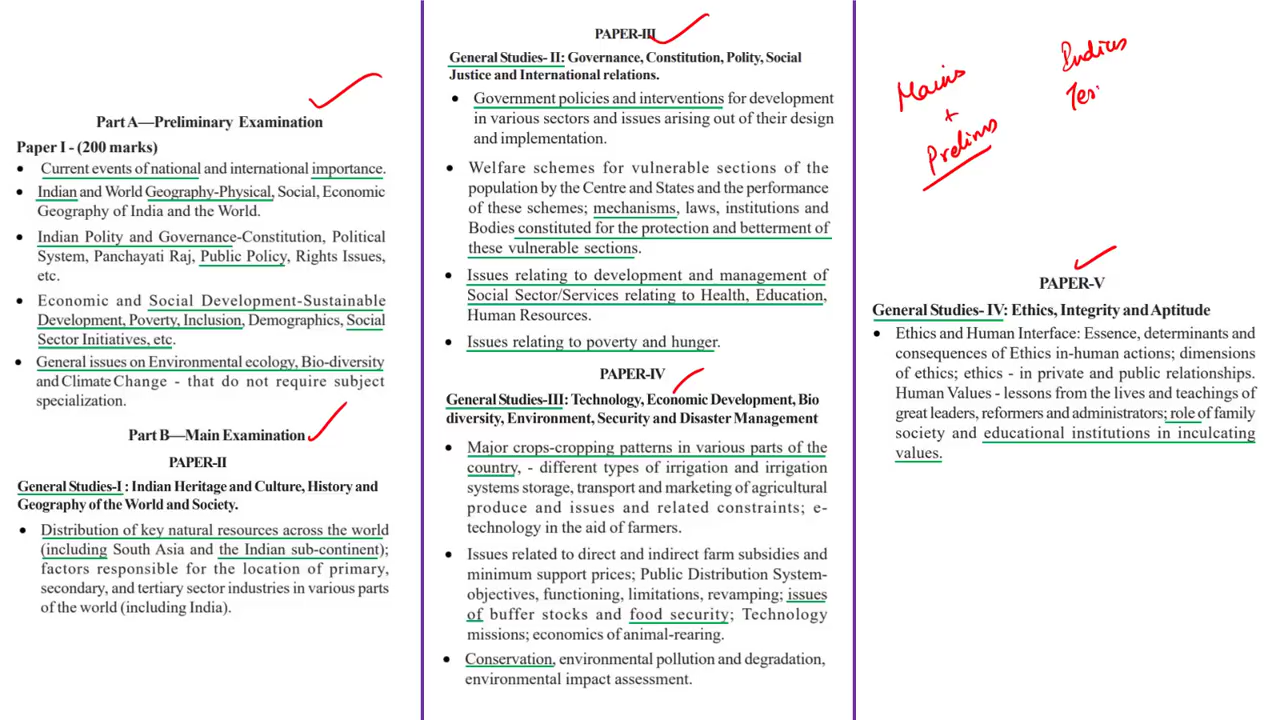 Part A—Preliminary Examination
Paper I - (200 marks)
• Current events of national and international importance.
• Indian and World Geography-Physical, Social, Economic
Geography of India and the World.
• Indian Polity and Governance-Constitution, Political
System, Panchayati Raj, Public Policy, Rights Issues,
etc.
• Economic and Social Development-Sustainable
Development, Poverty, Inclusion, Demographics, Social
Sector Initiatives, etc.
• General issues on Environmental ecology, Bio-diversity
and Climate Change - that do not require subject
specialization.
Part B—Main Examination
PAPER-II
General Studies-I : Indian Heritage and Culture, History and
Geography of the World and Society.
• Distribution of key natural resources across the world
(including South Asia and the Indian sub-continent);
factors responsible for the location of primary,
secondary, and tertiary sector industries in various parts
of the world (including India).
PAPER-III
General Studies- II: Governance, Constitution, Polity, Social
Justice and International relations.
• Government policies and interventions for development
in various sectors and issues arising out of their design
and implementation.
• Welfare schemes for vulnerable sections of the
population by the Centre and States and the performance
of these schemes; mechanisms, laws, institutions and
Bodies constituted for the protection and betterment of
these vulnerable sections.
• Issues relating to development and management of
Social Sector/Services relating to Health, Education,
Human Resources.
• Issues relating to poverty and hunger.
PAPER-IV
General Studies-III: Technology, Economic Development, Bio
diversity, Environment, Security and Disaster Management
• Major crops-cropping patterns in various parts of the
country, - different types of irrigation and irrigation
systems storage, transport and marketing of agricultural
produce and issues and related constraints; e-
technology in the aid of farmers.
• Issues related to direct and indirect farm subsidies and
minimum support prices; Public Distribution System-
objectives, functioning, limitations, revamping; issues
of buffer stocks and food security; Technology
missions; economics of animal-rearing.
• Conservation, environmental pollution and degradation,
environmental impact assessment.
Mains
+
Prelims
Indices
PAPER-V
General Studies- IV: Ethics, Integrity and Aptitude
• Ethics and Human Interface: Essence, determinants and
consequences of Ethics in-human actions; dimensions
of ethics; ethics - in private and public relationships.
Human Values - lessons from the lives and teachings of
great leaders, reformers and administrators; role of family
society and educational institutions in inculcating
values.